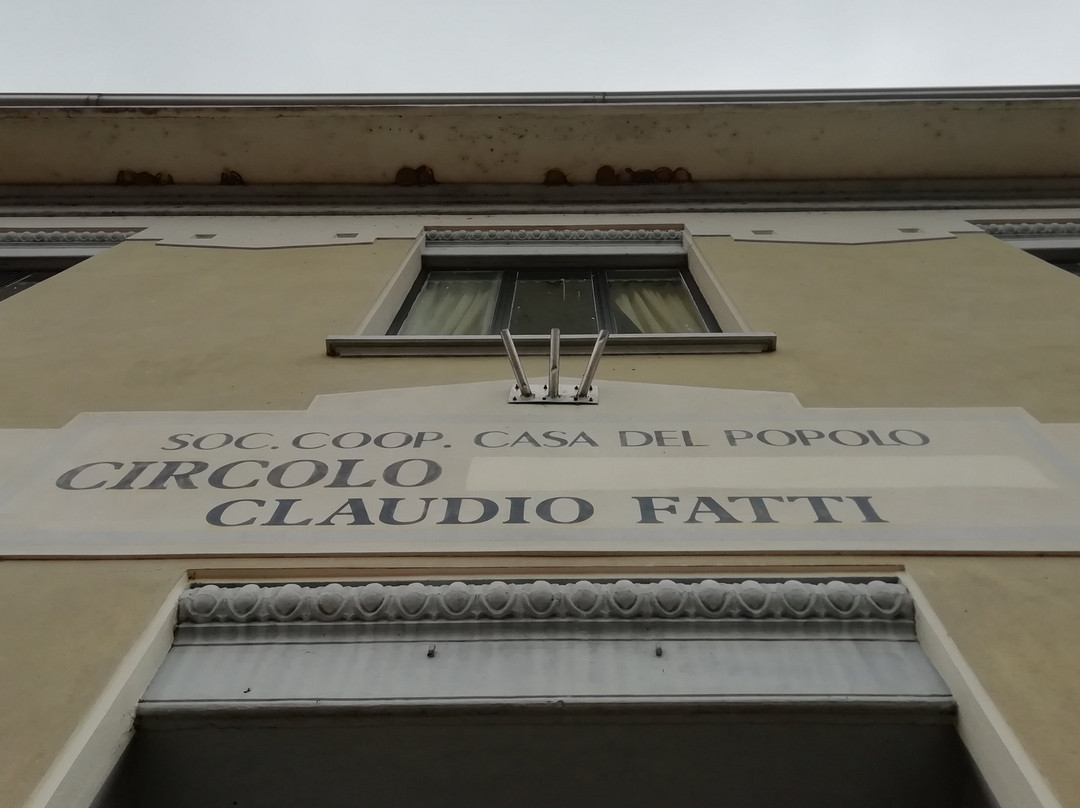 SOC. COOP. CASA DEL POPOLO
CIRCOLO
CLAUDIO FATTI